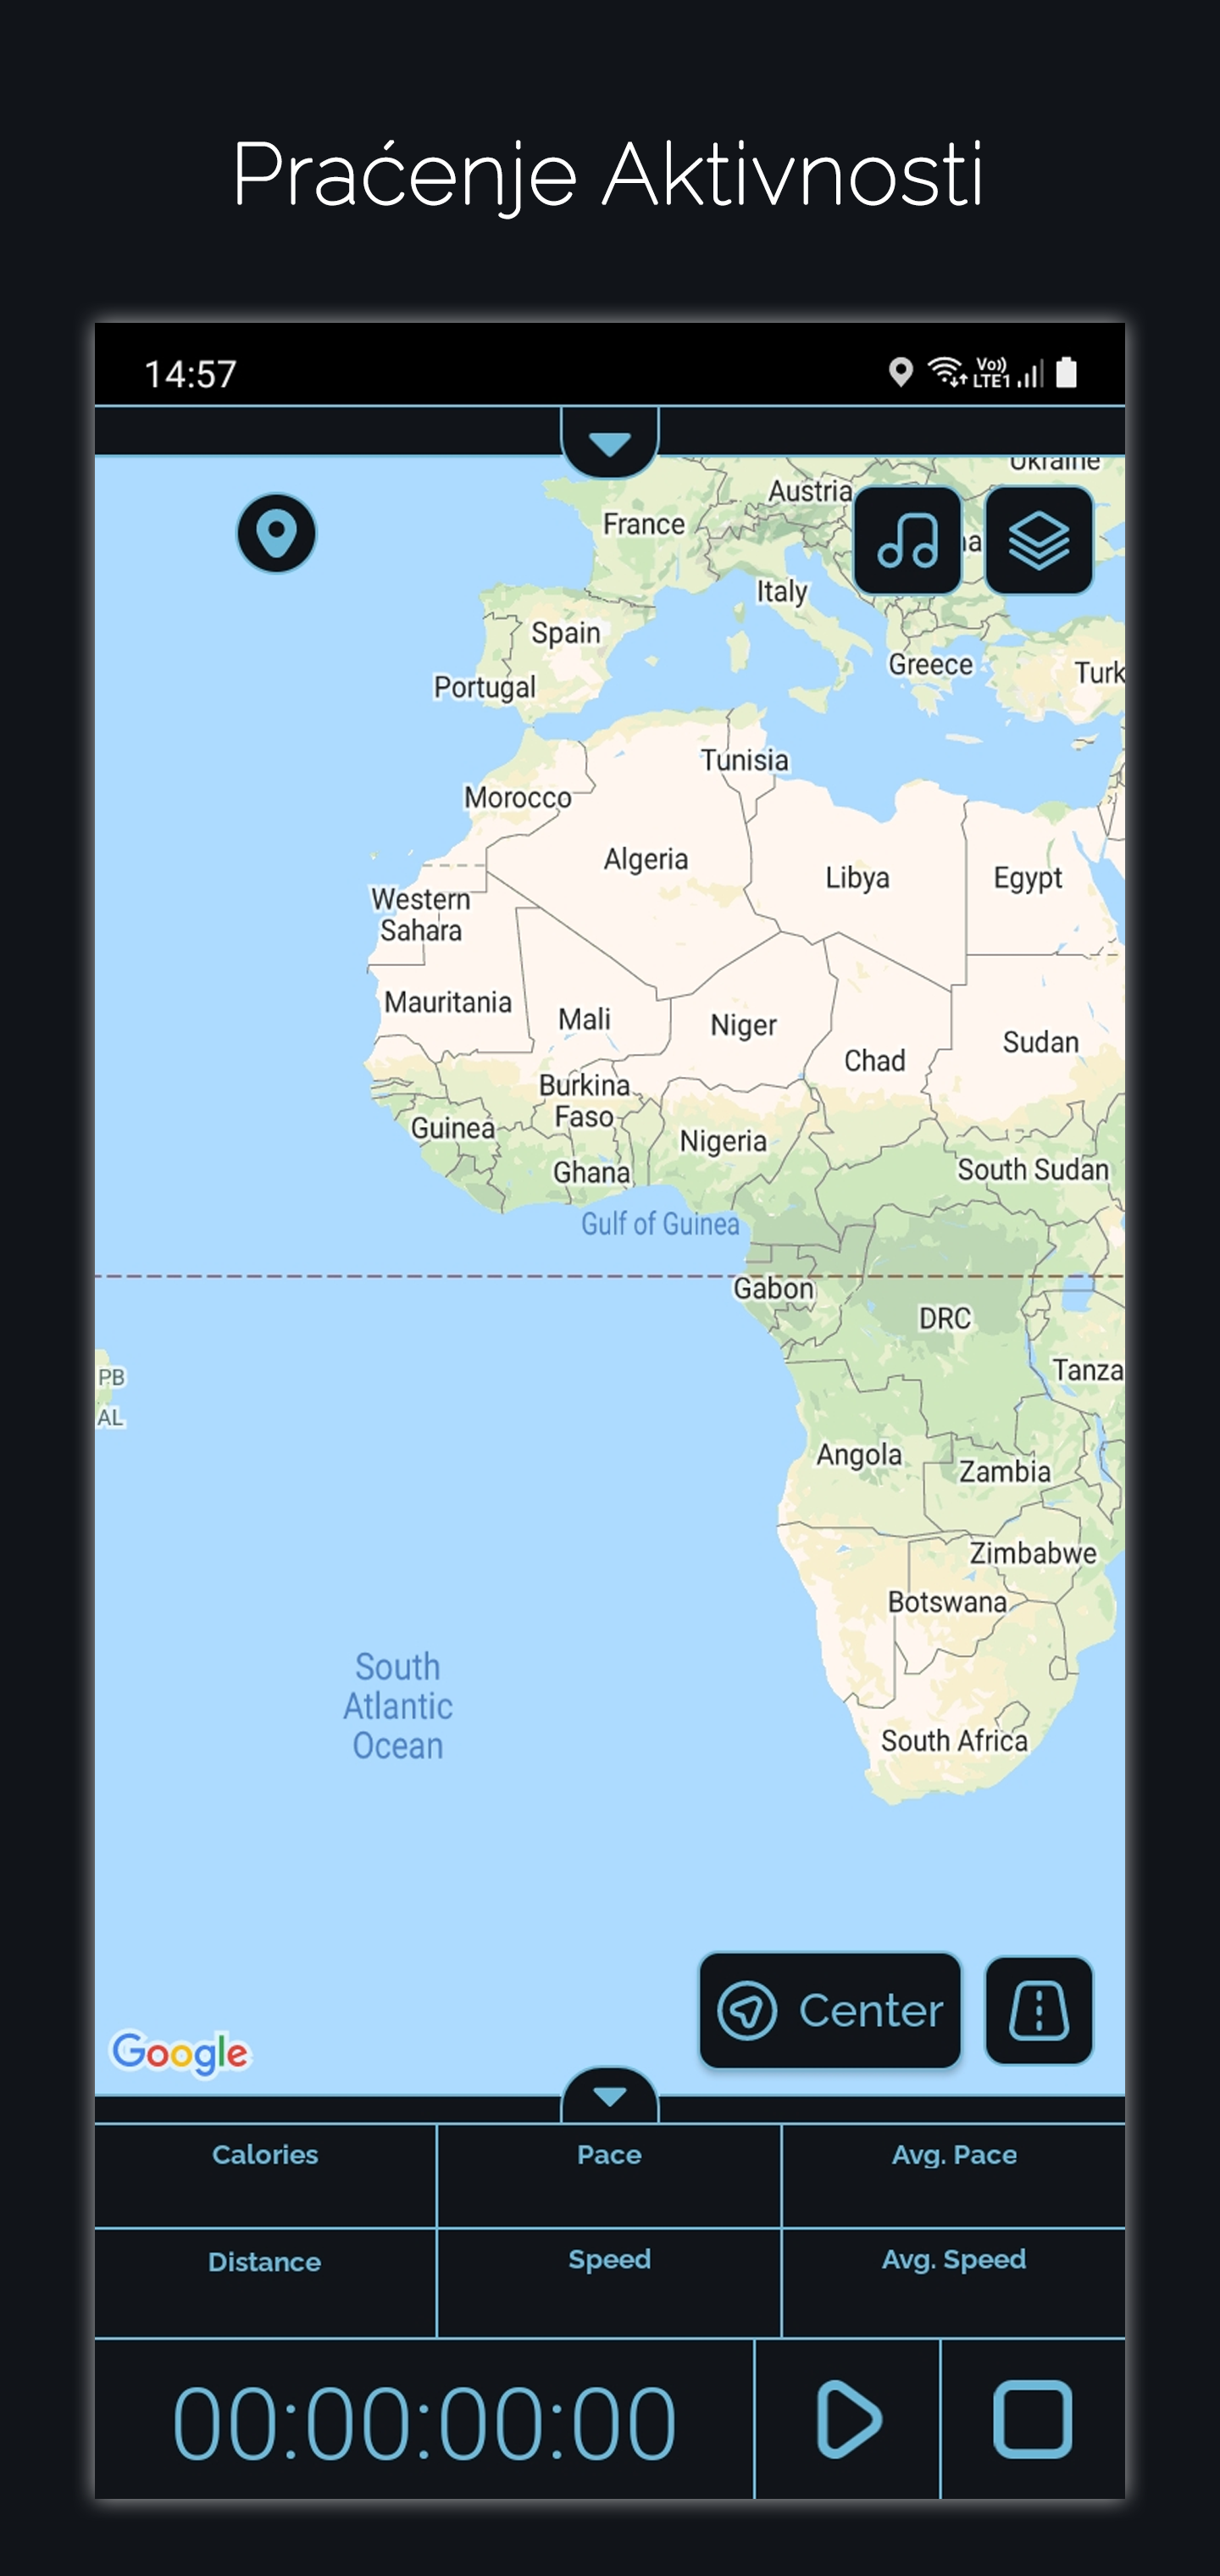 Praćenje Aktivnosti
14:57
Vo))
LTE1
Ukraine
Austria
France
Italy
Spain
Greece
Portugal
Tunisia
Morocco
Algeria
Libya
Egypt
Western
Sahara
Mauritania
Mali
Niger
Sudan
Chad
Burkina
Faso
Guinea
Nigeria
Ghana
South Sudan
Gulf of Guinea
Gabon
DRC
PB
AL
Angola
Zambia
Zimbabwe
Botswana
South
Atlantic
Ocean
South Africa
Center
Google
Calories Pace Avg. Pace
Distance Speed Avg. Speed
00:00:00:00